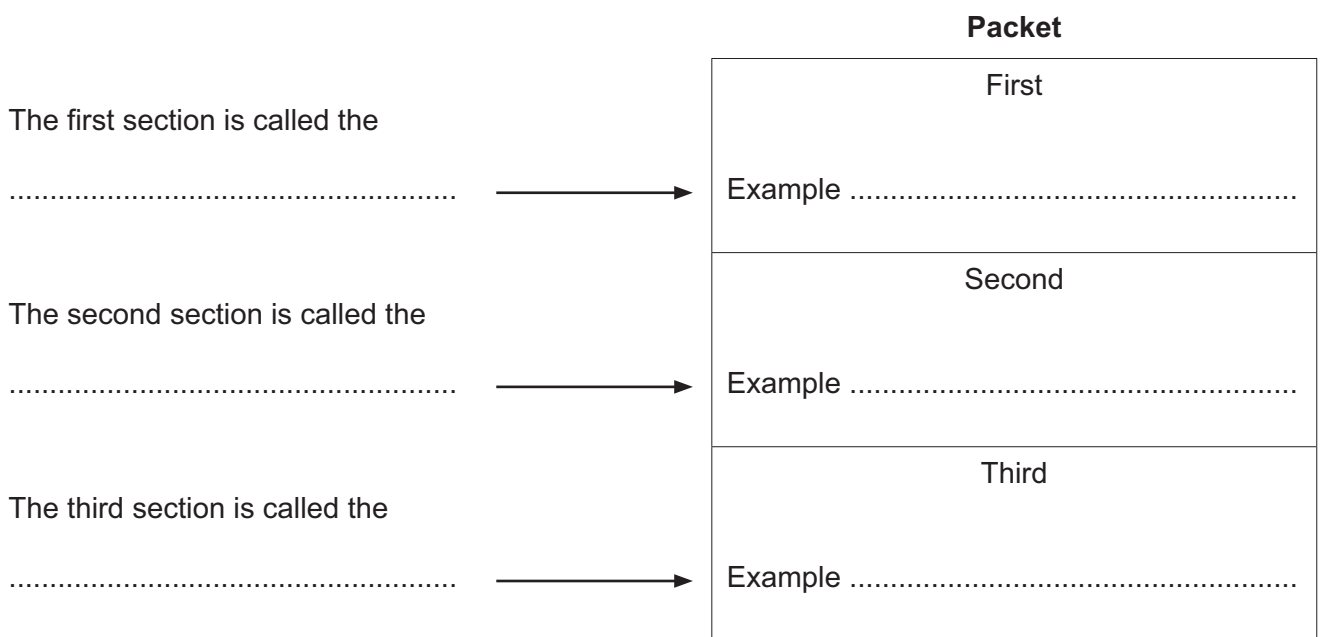 Packet
First
The first section is called the
....................................................... Example .......................................................
Second
The second section is called the
....................................................... Example .......................................................
Third
The third section is called the
....................................................... Example .......................................................